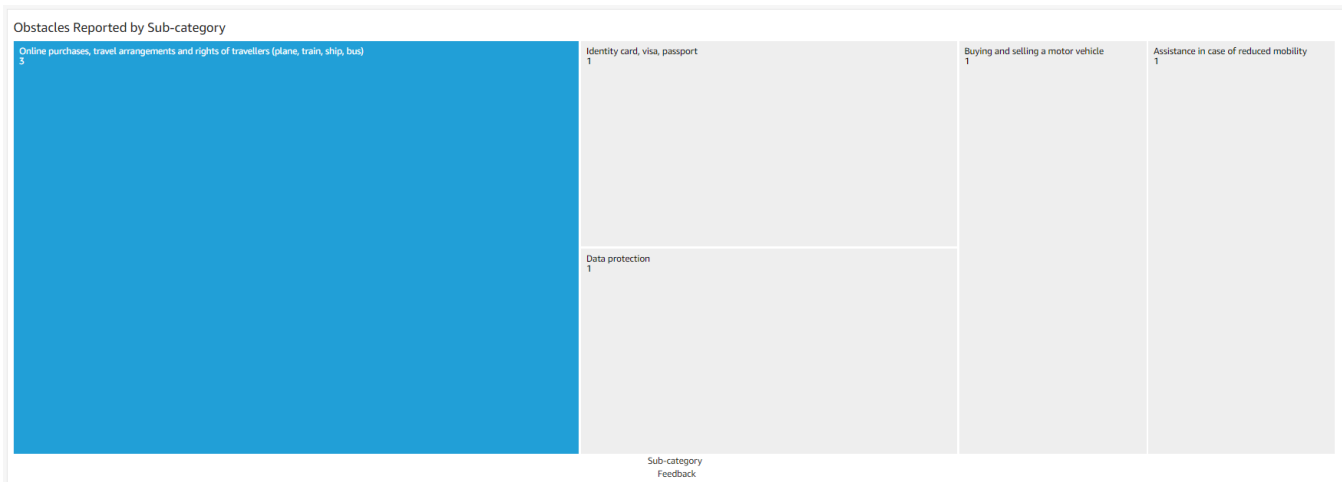 Obstacles Reported by Sub-category
Online purchases, travel arrangements and rights of travellers (plane, train, ship, bus)
3
Identity card, visa, passport
1
Data protection
1
Buying and selling a motor vehicle
1
Assistance in case of reduced mobility
1
Sub-category
Feedback